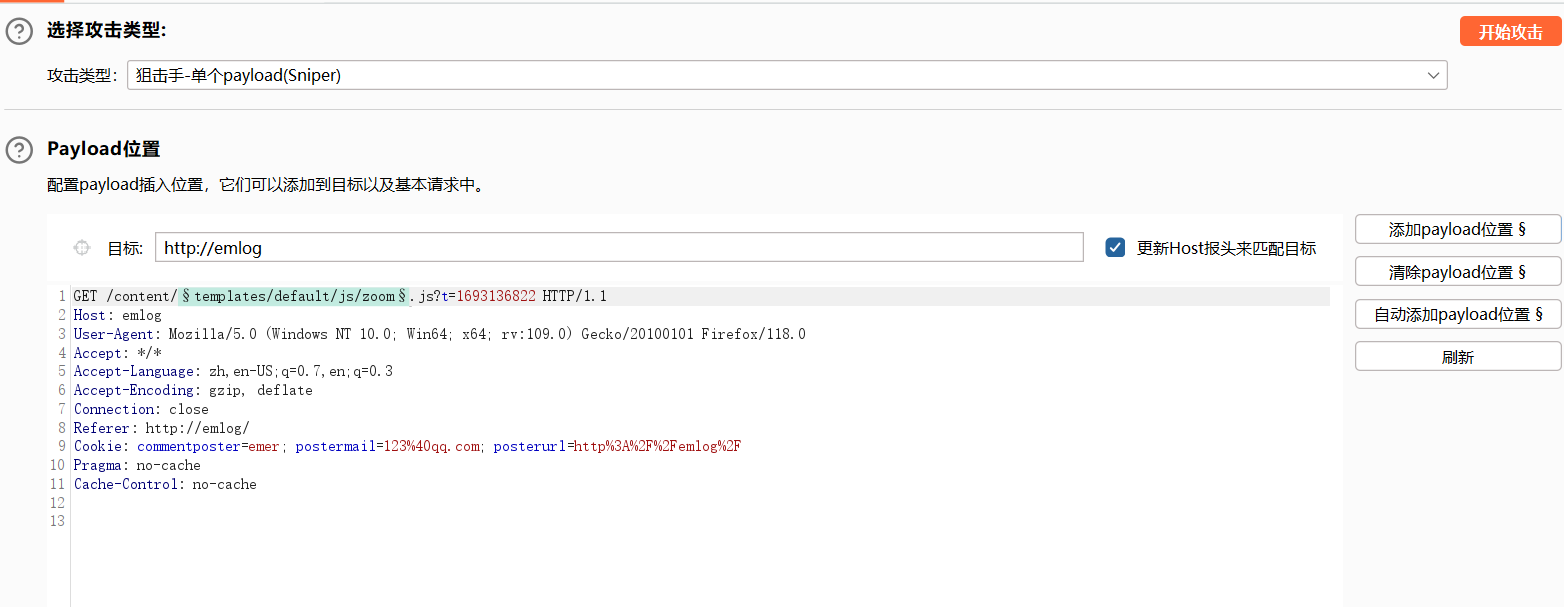 选择攻击类型:
开始攻击
攻击类型: 狙击手-单个payload(Sniper)
Payload位置
配置payload插入位置，它们可以添加到目标以及基本请求中。
目标: http://emlog
更新Host报头来匹配目标
添加payload位置 §
清除payload位置 §
自动添加payload位置 §
刷新
1 GET /content/§templates/default/js/zoom§.js?t=1693136822 HTTP/1.1
2 Host: emlog
3 User-Agent: Mozilla/5.0 (Windows NT 10.0; Win64; x64; rv:109.0) Gecko/20100101 Firefox/118.0
4 Accept: */*
5 Accept-Language: zh,en-US;q=0.7,en;q=0.3
6 Accept-Encoding: gzip, deflate
7 Connection: close
8 Referer: http://emlog/
9 Cookie: commentposter=emer; postermail=123%40qq.com; posterurl=http%3A%2F%2Femlog%2F
10 Pragma: no-cache
11 Cache-Control: no-cache
12
13